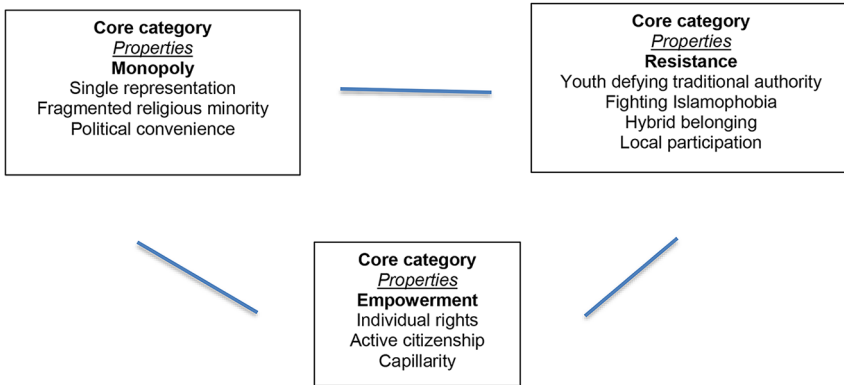 Core category
Properties
Monopoly
Single representation
Fragmented religious minority
Political convenience
Core category
Properties
Resistance
Youth defying traditional authority
Fighting Islamophobia
Hybrid belonging
Local participation
Core category
Properties
Empowerment
Individual rights
Active citizenship
Capillarity